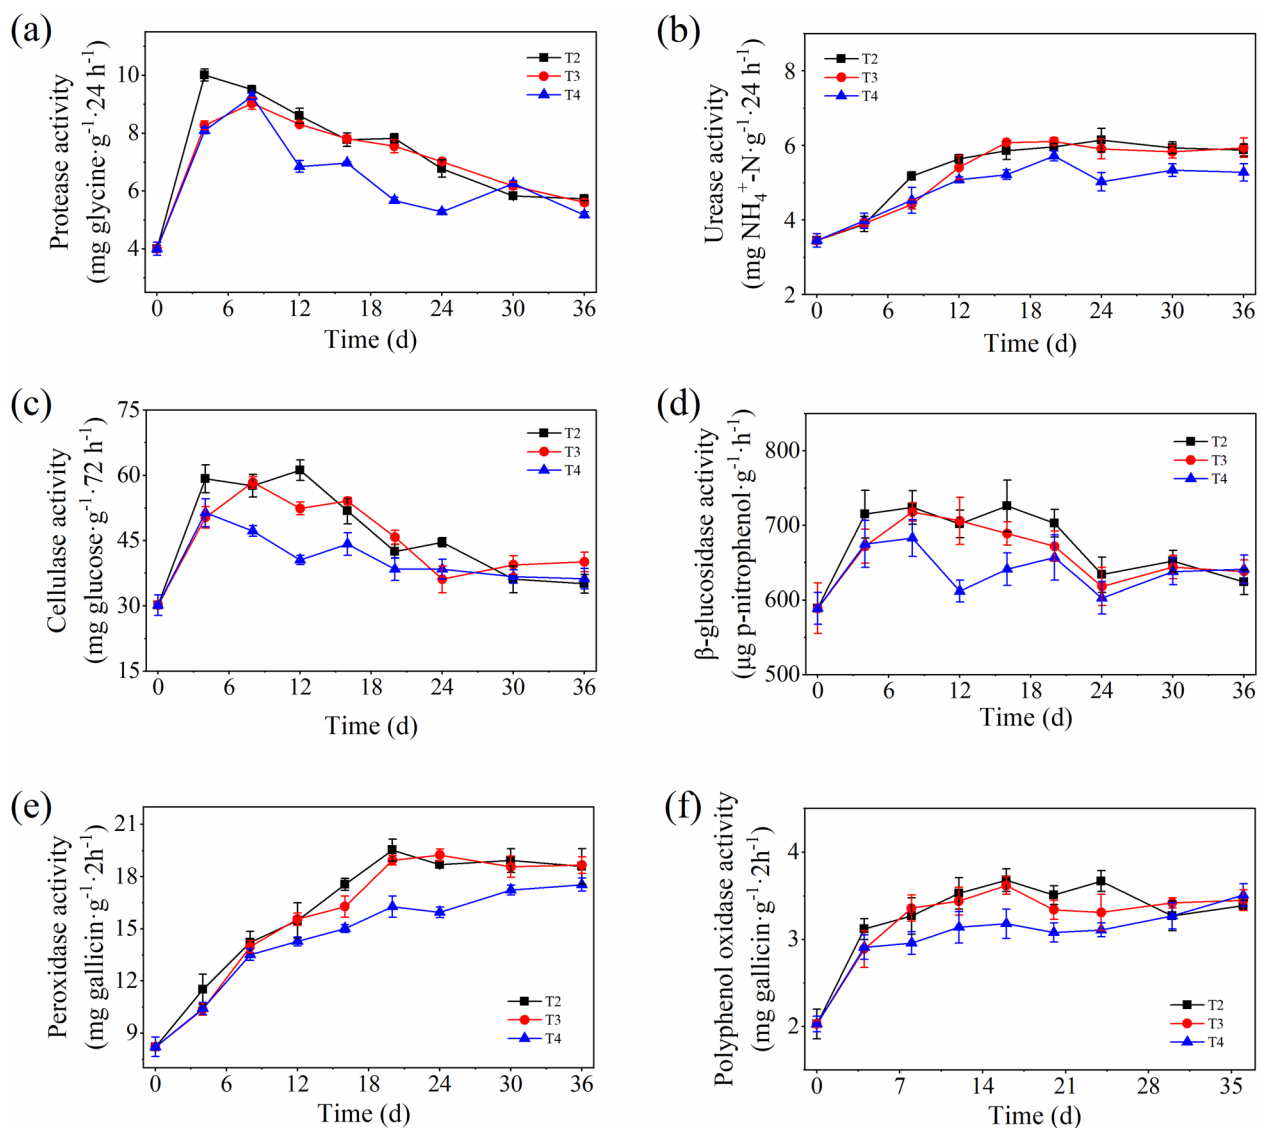 (a)
Protease activity
(mg glycine·g⁻¹·24 h⁻¹)
10
8
6
4
0 6 12 18 24 30 36
Time (d)
T2
T3
T4
(b)
Urease activity
(mg NH₄⁺-N·g⁻¹·24 h⁻¹)
8
6
4
2
0 6 12 18 24 30 36
Time (d)
T2
T3
T4
(c)
Cellulase activity
(mg glucose·g⁻¹·72 h⁻¹)
75
60
45
30
15
0 6 12 18 24 30 36
Time (d)
T2
T3
T4
(d)
β-glucosidase activity
(μg p-nitrophenol·g⁻¹·h⁻¹)
800
700
600
500
0 6 12 18 24 30 36
Time (d)
T2
T3
T4
(e)
Peroxidase activity
(mg gallicin·g⁻¹·2h⁻¹)
21
18
15
12
9
0 6 12 18 24 30 36
Time (d)
T2
T3
T4
(f)
Polyphenol oxidase activity
(mg gallicin·g⁻¹·2h⁻¹)
4
3
2
0 7 14 21 28 35
Time (d)
T2
T3
T4